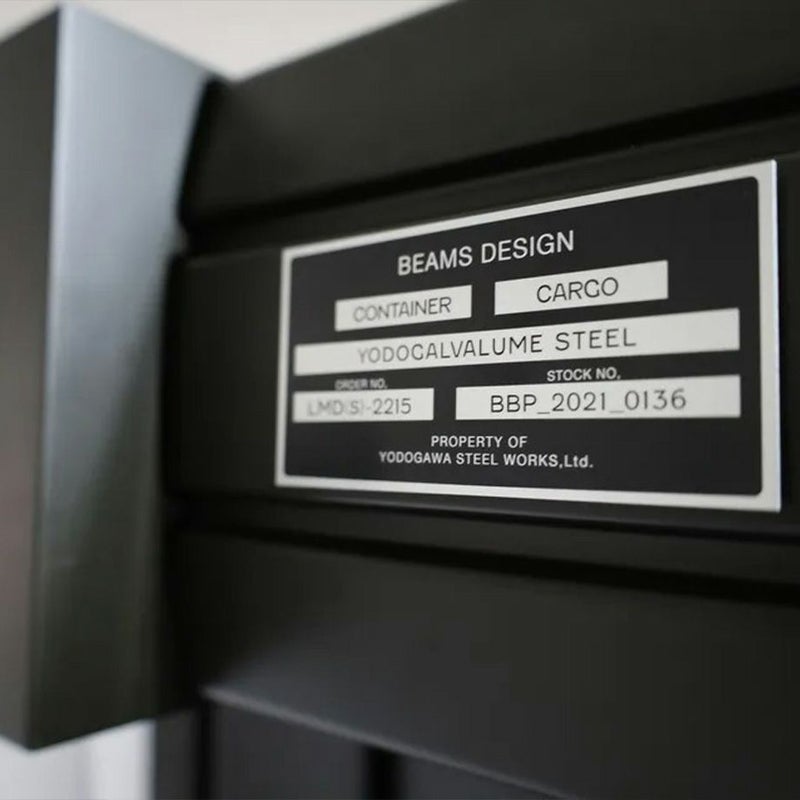 BEAMS DESIGN
CONTAINER CARGO
YODOGALVALUME STEEL
ORDER NO. STOCK NO.
LMD(S)-2215 BBP_2021_0136
PROPERTY OF
YODOGAWA STEEL WORKS,Ltd.